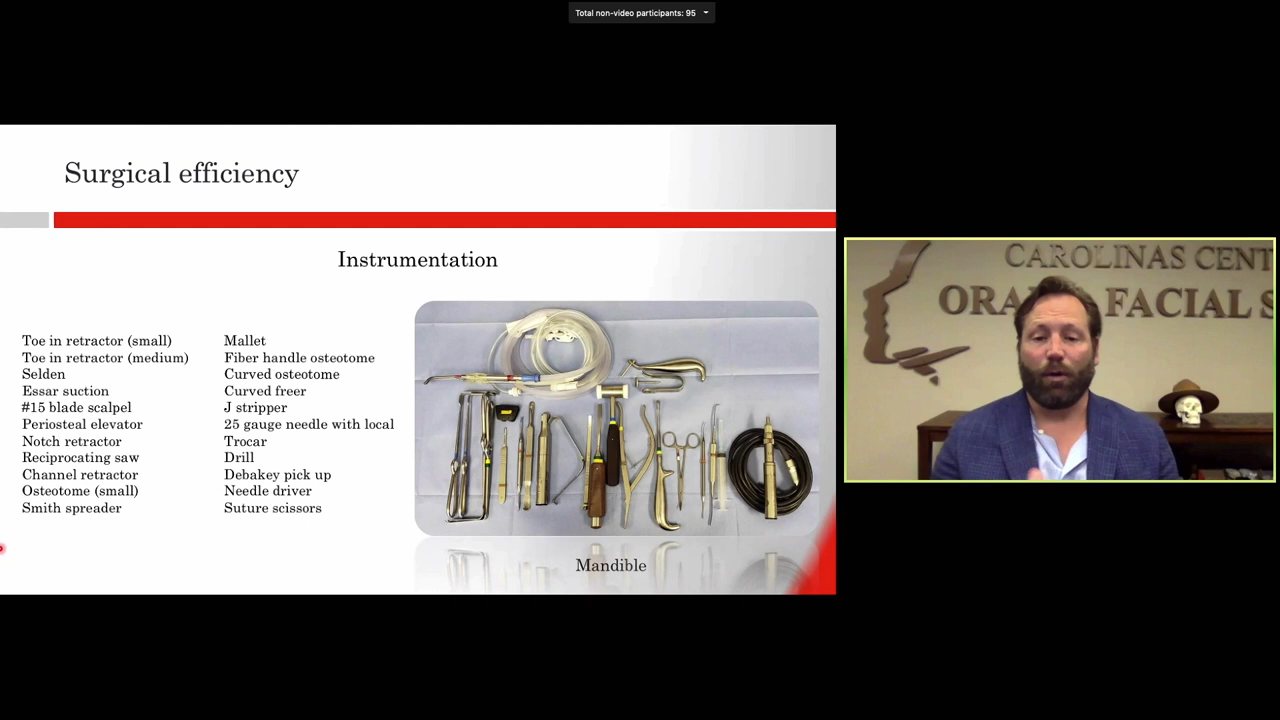 Total non-video participants: 95
Surgical efficiency
Instrumentation
Toe in retractor (small)
Toe in retractor (medium)
Selden
Essar suction
#15 blade scalpel
Periosteal elevator
Notch retractor
Reciprocating saw
Channel retractor
Osteotome (small)
Smith spreader
Mallet
Fiber handle osteotome
Curved osteotome
Curved freer
J stripper
25 gauge needle with local
Trocar
Drill
Debakey pick up
Needle driver
Suture scissors
Mandible
CAROLINAS CENT
FACIAL S